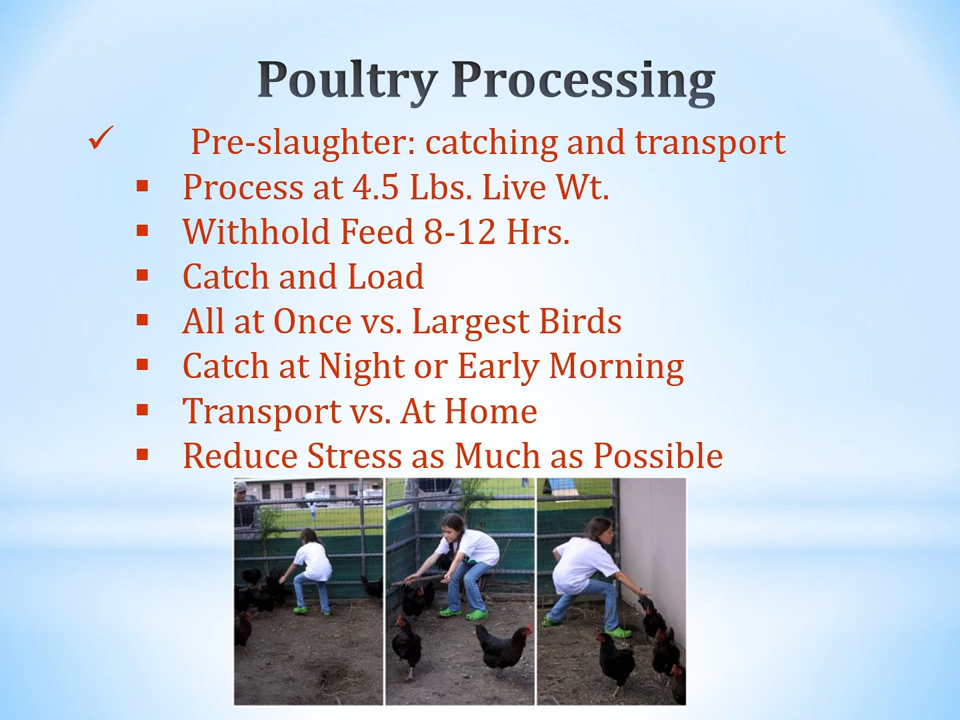 Poultry Processing
✓ Pre-slaughter: catching and transport
▪ Process at 4.5 Lbs. Live Wt.
▪ Withhold Feed 8-12 Hrs.
▪ Catch and Load
▪ All at Once vs. Largest Birds
▪ Catch at Night or Early Morning
▪ Transport vs. At Home
▪ Reduce Stress as Much as Possible